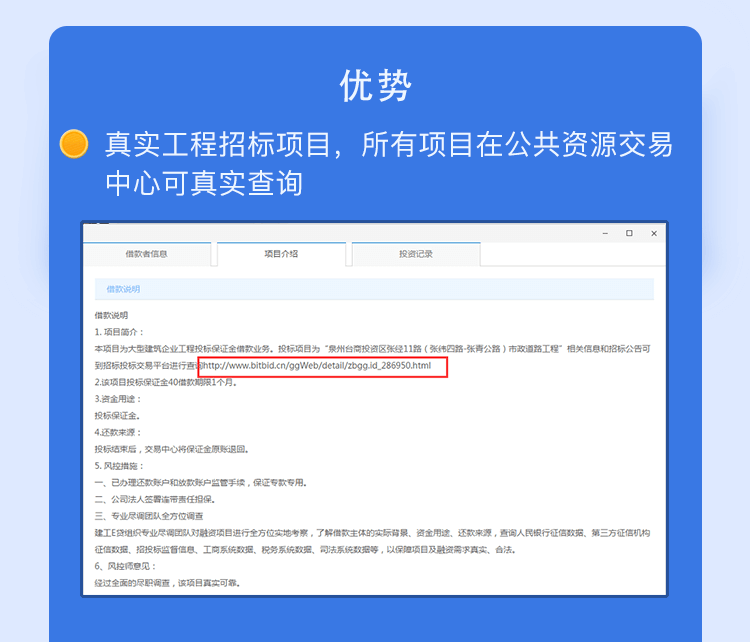 优势
真实工程招标项目，所有项目在公共资源交易
中心可真实查询
借款者信息
项目介绍
投资记录
借款说明
借款说明
1. 项目简介：
本项目为大型建筑企业工程投标保证金借款业务。投标项目为“泉州台商投资区张径11路（张纬四路-张青公路）市政道路工程”相关信息和招标公告可
到招标投标交易平台进行查询http://www.bitbid.cn/ggWeb/detail/zbgg.id_286950.html
2.该项目投标保证金40借款期限1个月。
3.资金用途：
投标保证金。
4.还款来源：
投标结束后，交易中心将保证金原账退回。
5. 风控措施：
一、已办理还款账户和放款账户监管手续，保证专款专用。
二、公司法人签署连带责任担保。
三、专业尽调团队全方位调查
建工E贷组织专业尽调团队对融资项目进行全方位实地考察，了解借款主体的实际背景、资金用途、还款来源，查询人民银行征信数据、第三方征信机构
征信数据、招投标监督信息、工商系统数据、税务系统数据、司法系统数据等，以保障项目及融资需求真实、合法。
6、风控师意见：
经过全面的尽职调查，该项目真实可靠。